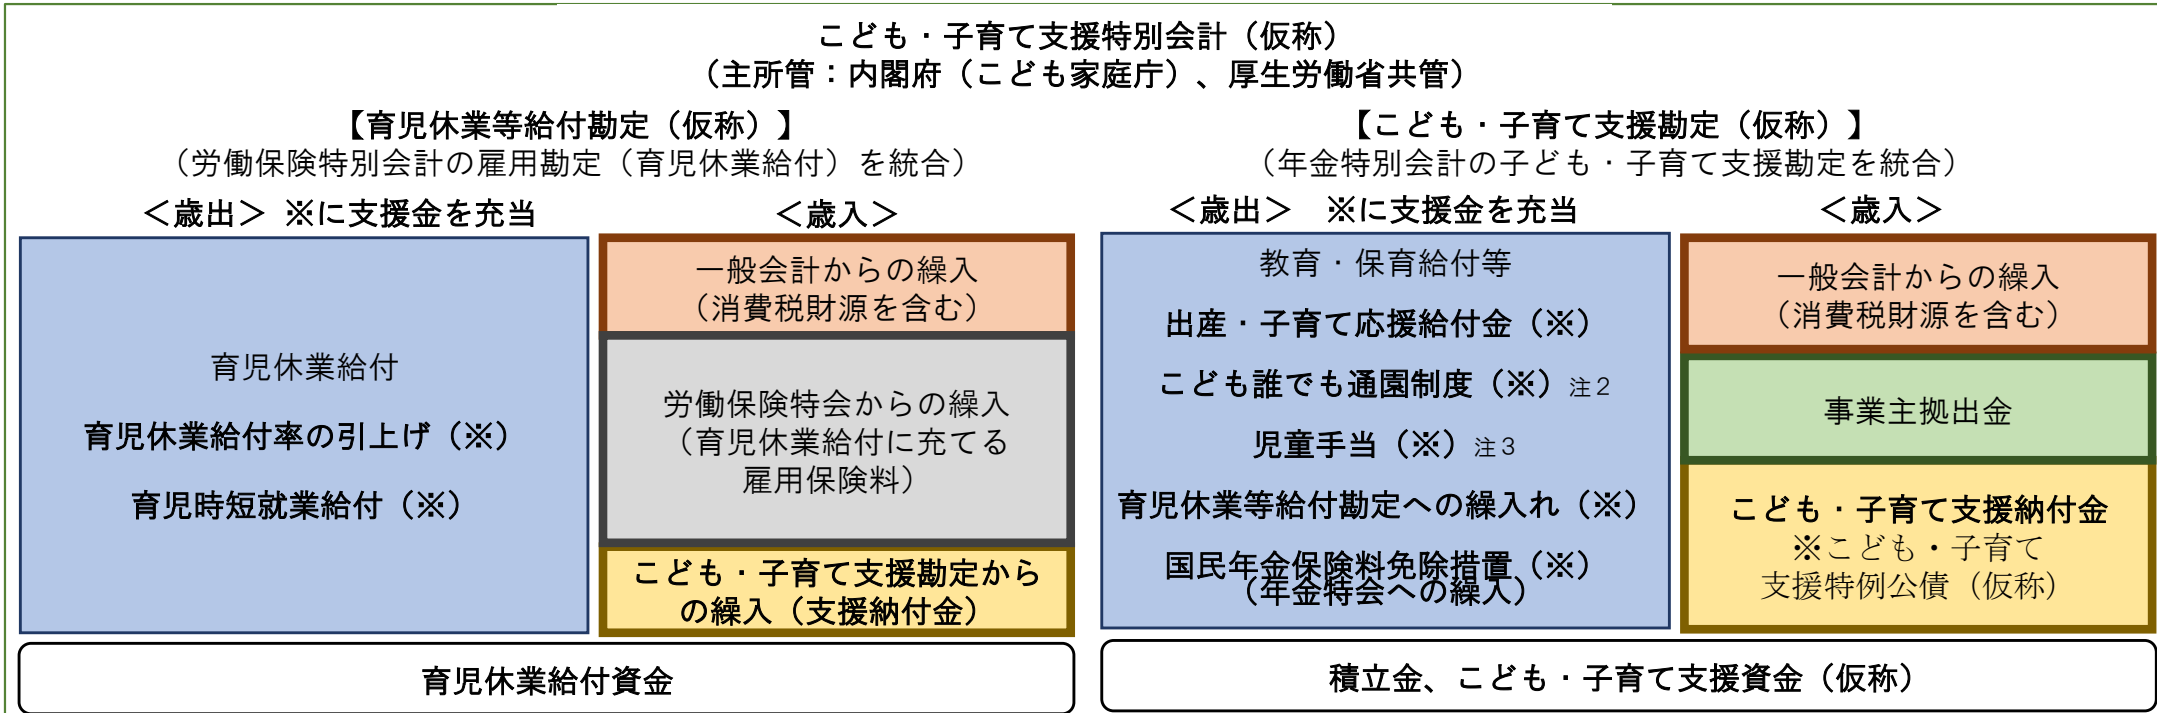 こども・子育て支援特別会計（仮称）
（主所管：内閣府（こども家庭庁）、厚生労働省共管）
【育児休業等給付勘定（仮称）】
（労働保険特別会計の雇用勘定（育児休業給付）を統合）
＜歳出＞ ※に支援金を充当
＜歳入＞
育児休業給付
育児休業給付率の引上げ（※）
育児時短就業給付（※）
一般会計からの繰入
（消費税財源を含む）
労働保険特会からの繰入
（育児休業給付に充てる
雇用保険料）
こども・子育て支援勘定から
の繰入（支援納付金）
育児休業給付資金
【こども・子育て支援勘定（仮称）】
（年金特別会計の子ども・子育て支援勘定を統合）
＜歳出＞　※に支援金を充当
＜歳入＞
教育・保育給付等
出産・子育て応援給付金（※）
こども誰でも通園制度（※）注２
児童手当（※）注３
育児休業等給付勘定への繰入れ（※）
国民年金保険料免除措置（※）
（年金特会への繰入）
一般会計からの繰入
（消費税財源を含む）
事業主拠出金
こども・子育て支援納付金
※こども・子育て
支援特例公債（仮称）
積立金、こども・子育て支援資金（仮称）